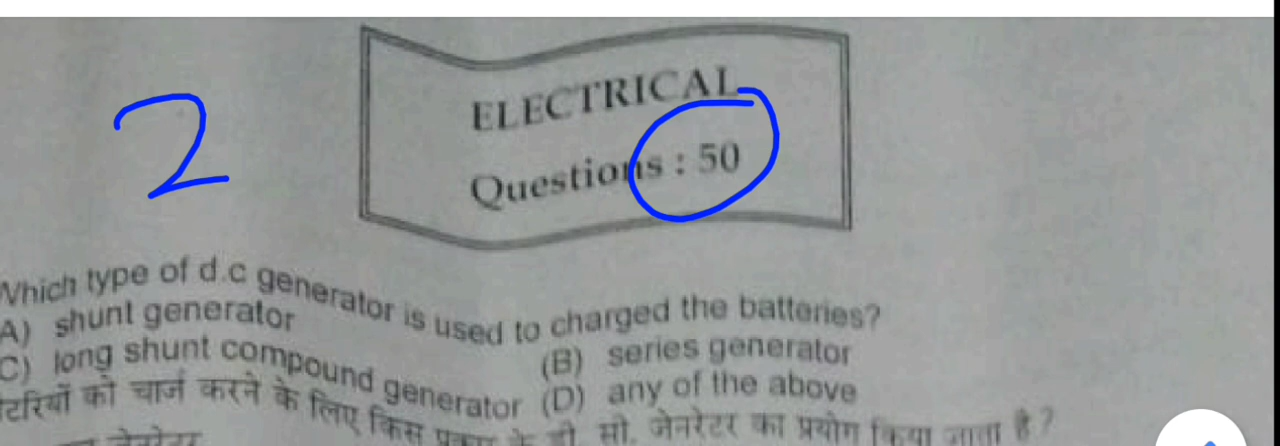 2
ELECTRICAL
Questions : 50
Which type of d.c generator is used to charged the batteries?
A) shunt generator (B) series generator
C) long shunt compound generator (D) any of the above
को चार्ज करने के लिए किस प्रकार के डी. सी. जेनरेटर का प्रयोग किया जाता है ?